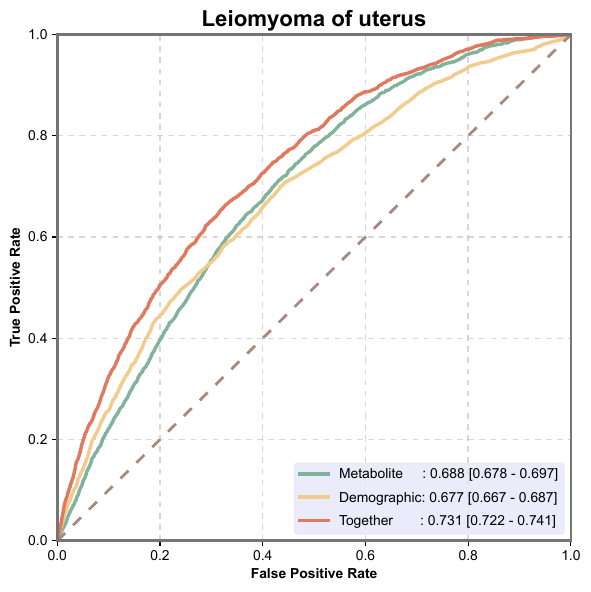 Leiomyoma of uterus
True Positive Rate
1.0
0.8
0.6
0.4
0.2
0.0
Metabolite : 0.688 [0.678 - 0.697]
Demographic: 0.677 [0.667 - 0.687]
Together : 0.731 [0.722 - 0.741]
0.0 0.2 0.4 0.6 0.8 1.0
False Positive Rate